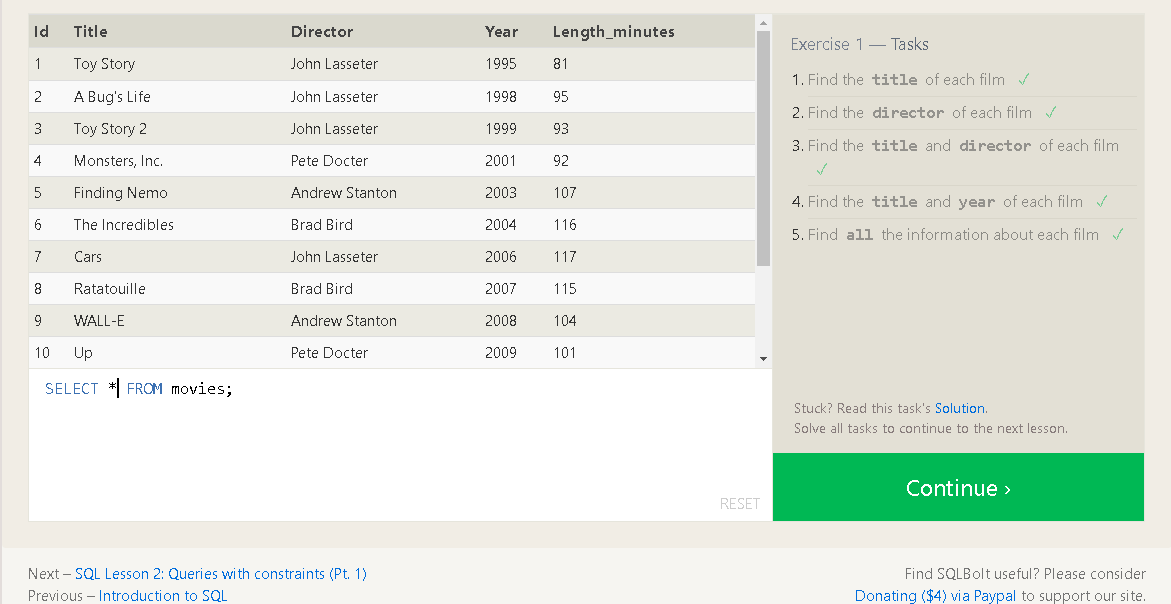 Id Title Director Year Length_minutes
1 Toy Story John Lasseter 1995 81
2 A Bug's Life John Lasseter 1998 95
3 Toy Story 2 John Lasseter 1999 93
4 Monsters, Inc. Pete Docter 2001 92
5 Finding Nemo Andrew Stanton 2003 107
6 The Incredibles Brad Bird 2004 116
7 Cars John Lasseter 2006 117
8 Ratatouille Brad Bird 2007 115
9 WALL-E Andrew Stanton 2008 104
10 Up Pete Docter 2009 101
SELECT * FROM movies;
RESET
Exercise 1 — Tasks
1. Find the title of each film ✓
2. Find the director of each film ✓
3. Find the title and director of each film
✓
4. Find the title and year of each film ✓
5. Find all the information about each film ✓
Stuck? Read this task's Solution.
Solve all tasks to continue to the next lesson.
Continue ›
Next – SQL Lesson 2: Queries with constraints (Pt. 1)
Previous – Introduction to SQL
Find SQLBolt useful? Please consider
Donating ($4) via Paypal to support our site.